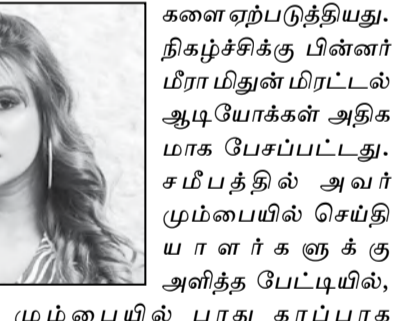 களை ஏற்படுத்தியது.
நிகழ்ச்சிக்கு பின்னர்
மீரா மிதுன் மிரட்டல்
ஆடியோக்கள் அதிக
மாக பேசப்பட்டது.
சமீபத்தில் அவர்
மும்பையில் செய்தி
யாளர்களுக்கு
அளித்த பேட்டியில்,
மும்பையில்